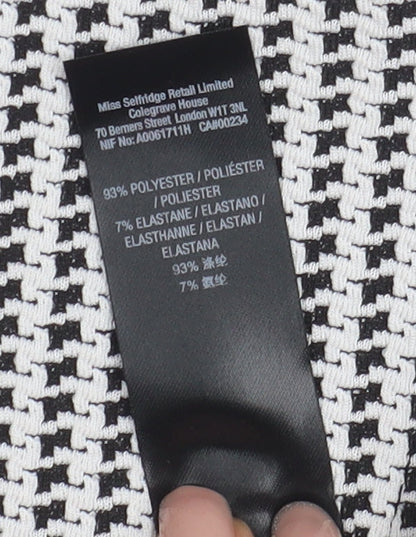 Miss Selfridge Retail Limited
Colegrave House
70 Berners Street London W1T 3NL
NIF No: A0061711H CA#00234
93% POLYESTER / POLIÉSTER
/ POLIESTER
7% ELASTANE / ELASTANO /
ELASTHANNE / ELASTAN /
ELASTANA
93% 涤纶
7% 氨纶